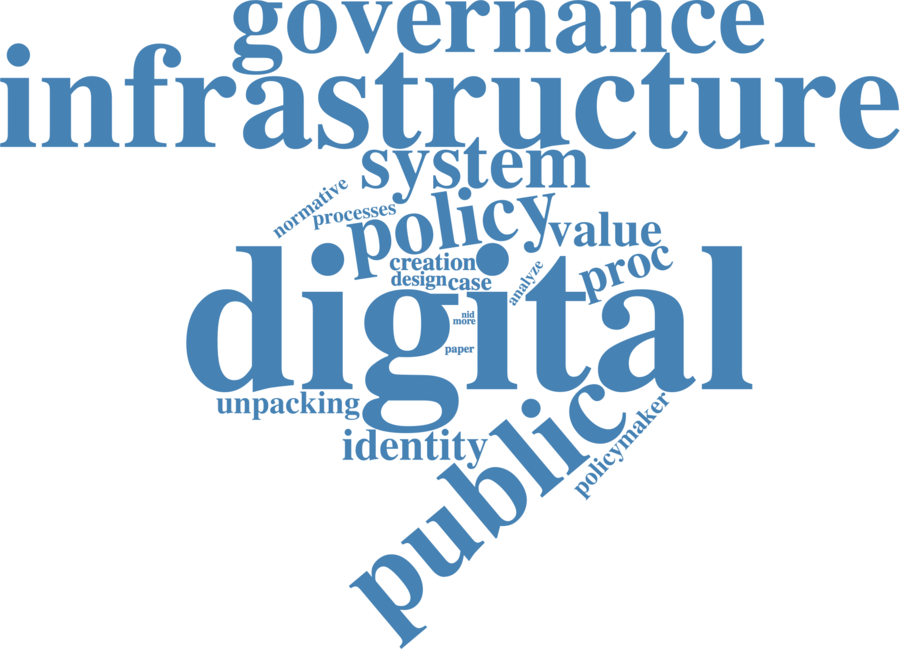 governance
infrastructure
system
normative
processes
policy
value
creation
proc
design
case
analyze
digital
nid
more
paper
unpacking
identity
public
policymaker